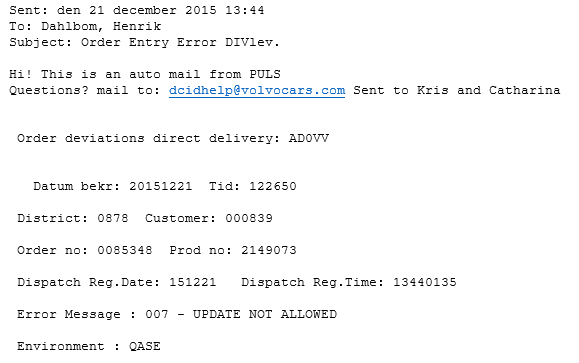 Sent: den 21 december 2015 13:44
To: Dahlbom, Henrik
Subject: Order Entry Error DIVlev.
Hi! This is an auto mail from PULS
Questions? mail to: dcidhelp@volvocars.com Sent to Kris and Catharina
Order deviations direct delivery: AD0VV
Datum bekr: 20151221 Tid: 122650
District: 0878 Customer: 000839
Order no: 0085348 Prod no: 2149073
Dispatch Reg.Date: 151221 Dispatch Reg.Time: 13440135
Error Message : 007 - UPDATE NOT ALLOWED
Environment : QASE